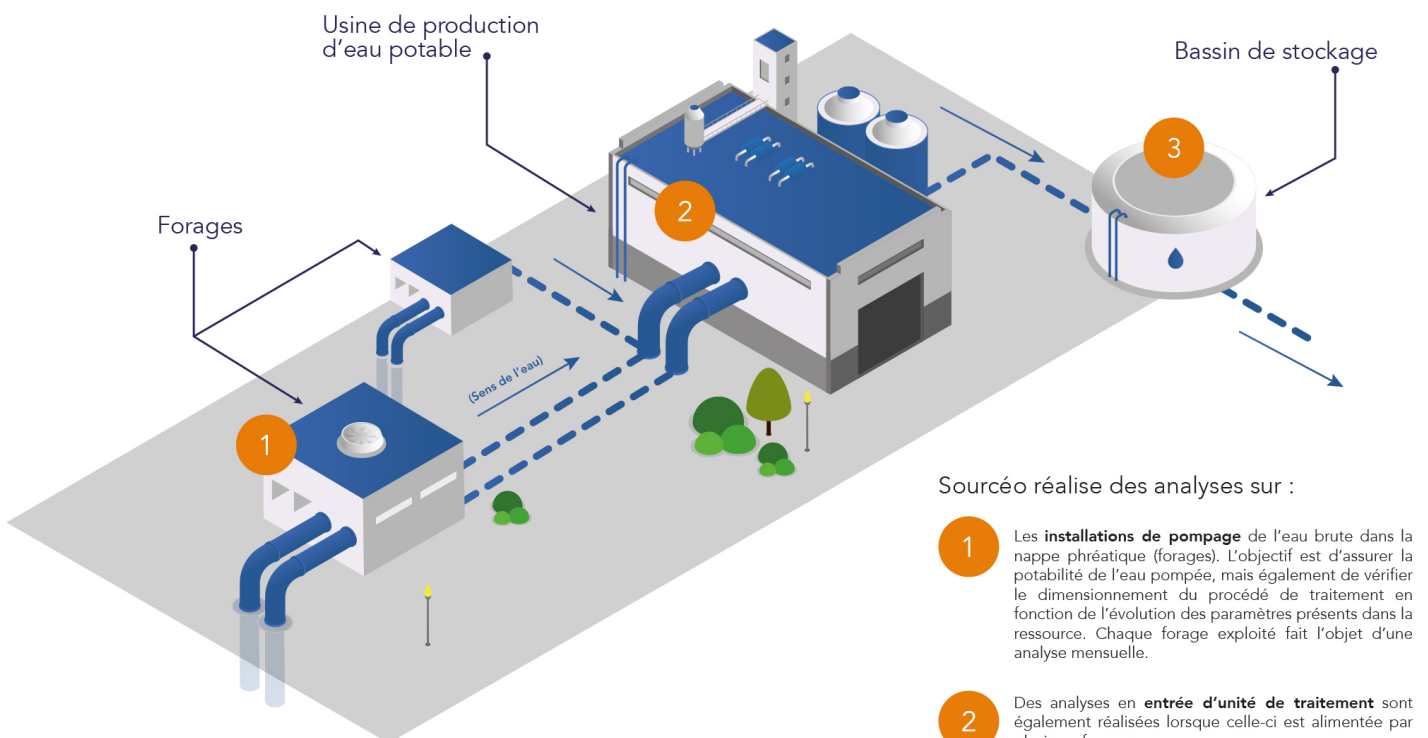 Usine de production
d'eau potable
Bassin de stockage
Forages
3
2
(Sens de l'eau)
1
Sourcéo réalise des analyses sur :
1
Les installations de pompage de l'eau brute dans la
nappe phréatique (forages). L'objectif est d'assurer la
potabilité de l'eau pompée, mais également de vérifier
le dimensionnement du procédé de traitement en
fonction de l'évolution des paramètres présents dans la
ressource. Chaque forage exploité fait l'objet d'une
analyse mensuelle.
2
Des analyses en entrée d'unité de traitement sont
également réalisées lorsque celle-ci est alimentée par